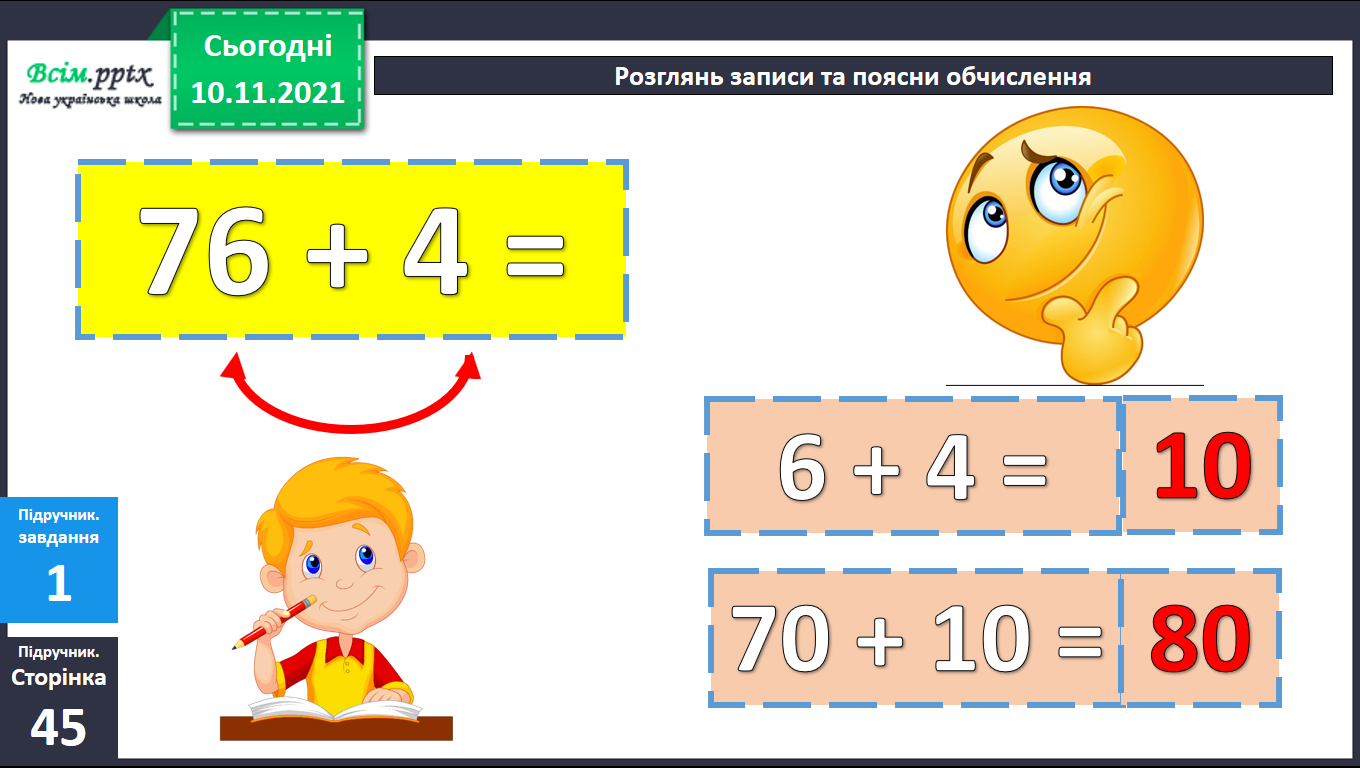 Всім.pptx
Нова українська школа
Сьогодні
10.11.2021
Розглянь записи та поясни обчислення
76 + 4 =
6 + 4 = 10
70 + 10 = 80
Підручник.
завдання
1
Підручник.
Сторінка
45